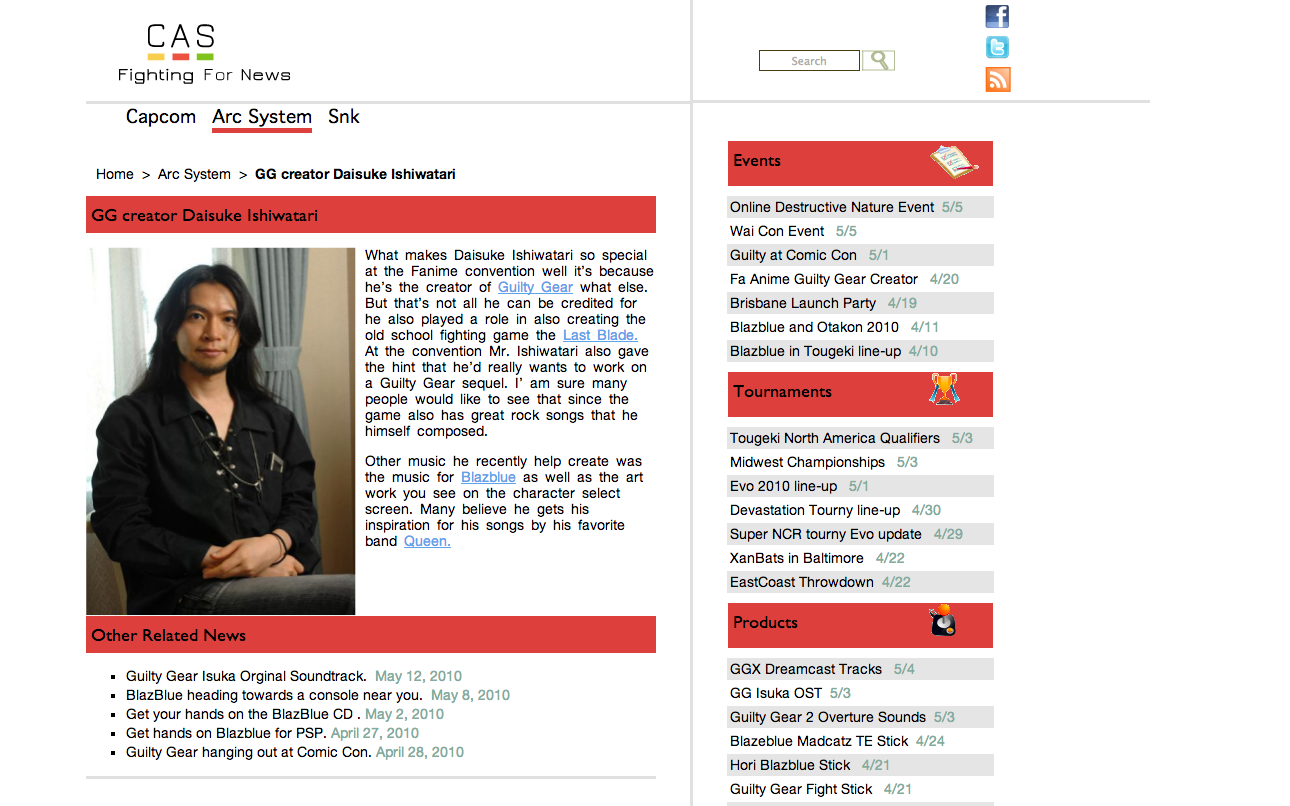 CAS
Fighting For News
Search
Capcom Arc System Snk
Home > Arc System > GG creator Daisuke Ishiwatari
GG creator Daisuke Ishiwatari
What makes Daisuke Ishiwatari so special
at the Fanime convention well it's because
he's the creator of Guilty Gear what else.
But that's not all he can be credited for
he also played a role in also creating the
old school fighting game the Last Blade.
At the convention Mr. Ishiwatari also gave
the hint that he'd really wants to work on
a Guilty Gear sequel. I' am sure many
people would like to see that since the
game also has great rock songs that he
himself composed.
Other music he recently help create was
the music for Blazblue as well as the art
work you see on the character select
screen. Many believe he gets his
inspiration for his songs by his favorite
band Queen.
Other Related News
Guilty Gear Isuka Orginal Soundtrack. May 12, 2010
BlazBlue heading towards a console near you. May 8, 2010
Get your hands on the BlazBlue CD . May 2, 2010
Get hands on Blazblue for PSP. April 27, 2010
Guilty Gear hanging out at Comic Con. April 28, 2010
Events
Online Destructive Nature Event 5/5
Wai Con Event 5/5
Guilty at Comic Con 5/1
Fa Anime Guilty Gear Creator 4/20
Brisbane Launch Party 4/19
Blazblue and Otakon 2010 4/11
Blazblue in Tougeki line-up 4/10
Tournaments
Tougeki North America Qualifiers 5/3
Midwest Championships 5/3
Evo 2010 line-up 5/1
Devastation Tourny line-up 4/30
Super NCR tourny Evo update 4/29
XanBats in Baltimore 4/22
EastCoast Throwdown 4/22
Products
GGX Dreamcast Tracks 5/4
GG Isuka OST 5/3
Guilty Gear 2 Overture Sounds 5/3
Blazeblue Madcatz TE Stick 4/24
Hori Blazblue Stick 4/21
Guilty Gear Fight Stick 4/21